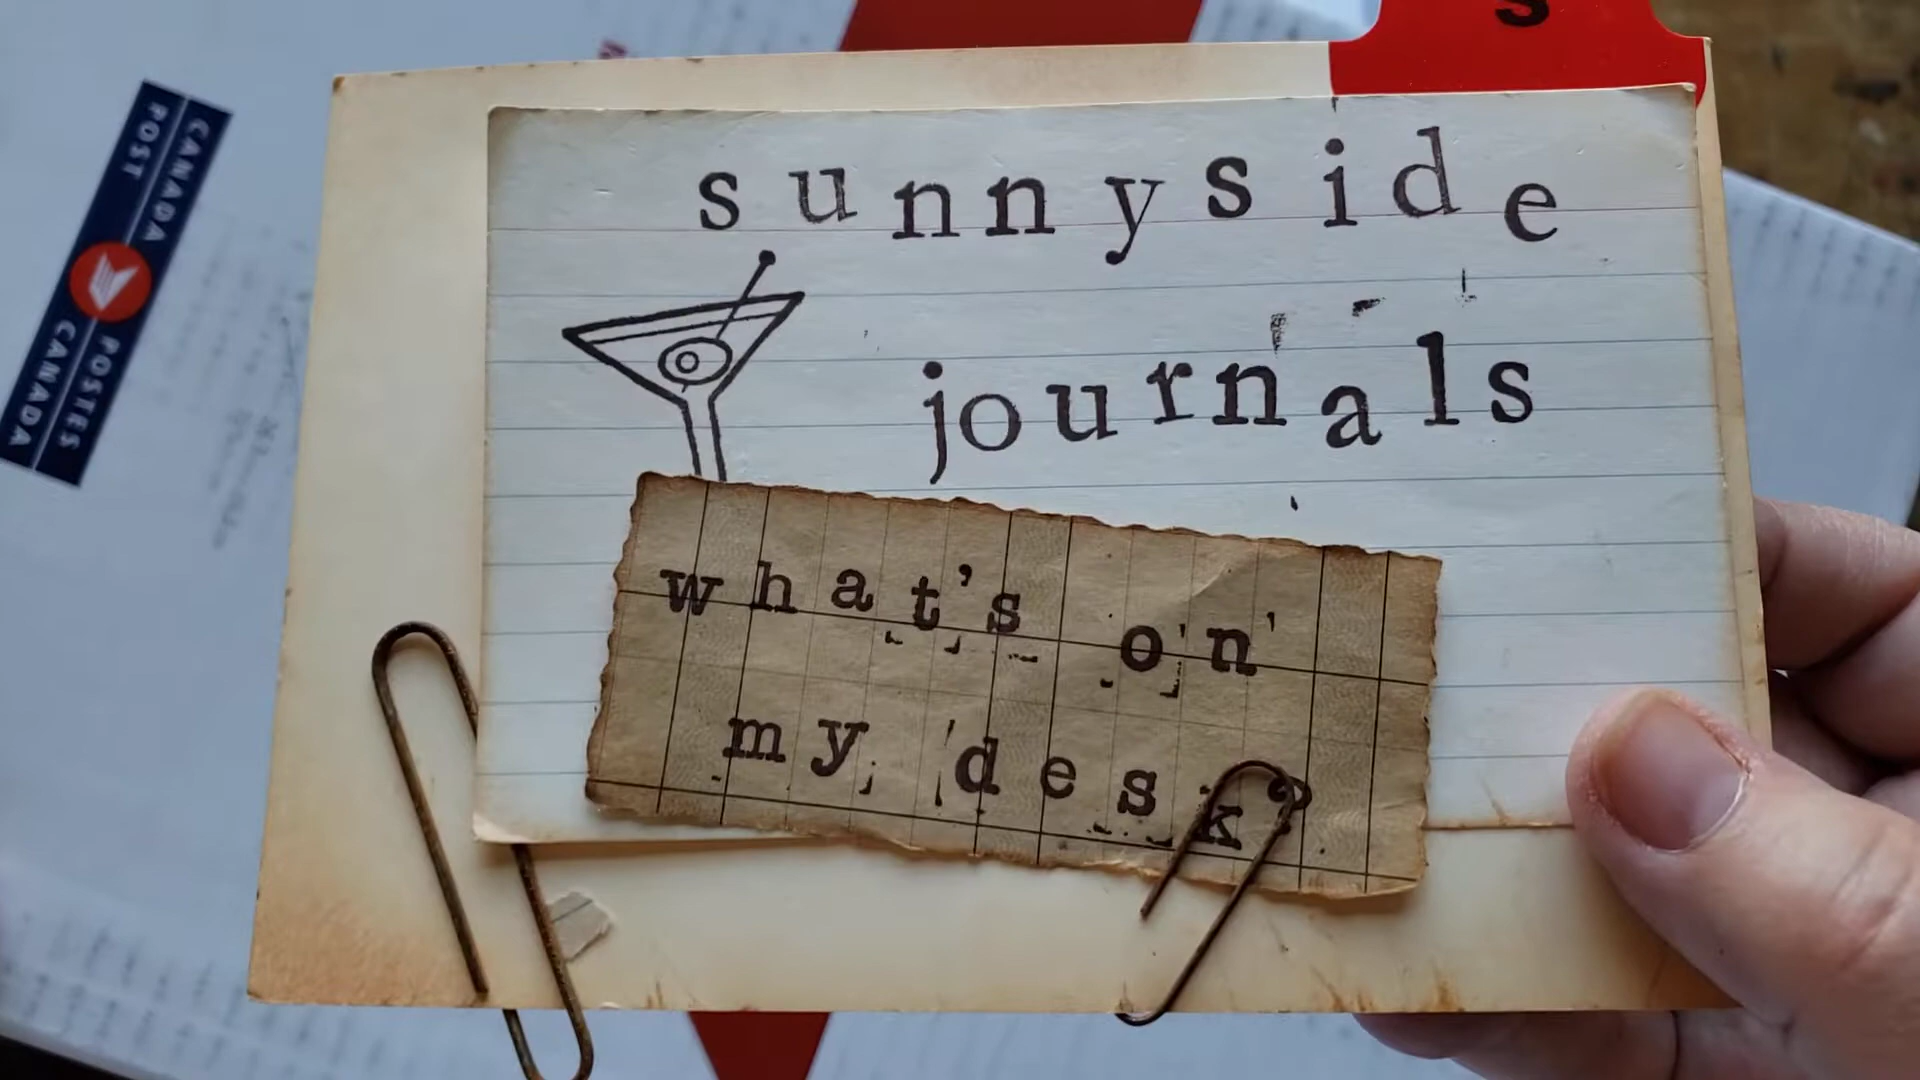 s
sunnyside
journals
what's on
my desk?
CANADA
POST
POSTES
CANADA